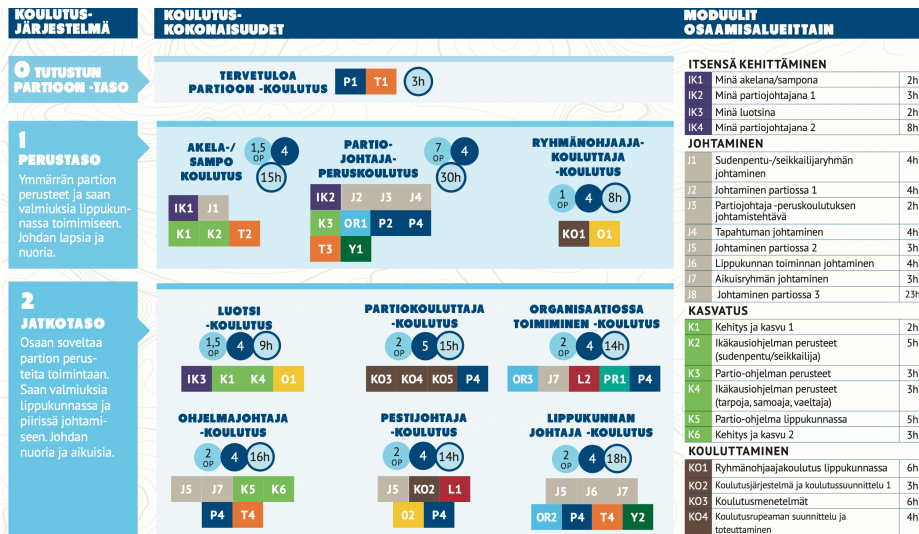 KOULUTUS-
JÄRJESTELMÄ
KOULUTUS-
KOKONAISUUDET
MODUULIT
OSAAMISALUEITTAIN
0 TUTUSTUN
PARTIOON -TASO
TERVETULOA
PARTIOON -KOULUTUS
P1 T1 3h
1
PERUSTASO
Ymmärrän partion
perusteet ja saan
valmiuksia lippukun-
nassa toimimiseen.
Johdan lapsia ja
nuoria.
AKELA-/
SAMPO
KOULUTUS
1,5
OP
4
15h
IK1 J1
K1 K2 T2
PARTIO-
JOHTAJA-
PERUSKOULUTUS
7
OP
4
30h
IK2 J2 J3 J4
K3 OR1 P2 P4
T3 Y1
RYHMÄNOHJAAJA-
KOULUTTAJA
-KOULUTUS
1
OP
4 8h
KO1 O1
2
JATKOTASO
Osaan soveltaa
partion perus-
teita toimintaan.
Saan valmiuksia
lippukunnassa ja
piirissä johtami-
seen. Johdan
nuoria ja aikuisia.
LUOTSI
-KOULUTUS
1,5
OP
4 9h
IK3 K1 K4 O1
PARTIOKOULUTTAJA
-KOULUTUS
2
OP
5 15h
KO3 KO4 KO5 P4
ORGANISAATIOSSA
TOIMIMINEN -KOULUTUS
2
OP
4 14h
OR3 J7 L2 PR1 P4
OHJELMAJOHTAJA
-KOULUTUS
2
OP
4 16h
J5 J7 K5 K6
P4 T4
PESTIJOHTAJA
-KOULUTUS
2
OP
4 14h
J5 KO2 L1
O2 P4
LIPPUKUNNAN
JOHTAJA -KOULUTUS
2
OP
4 18h
J5 J6 J7
OR2 P4 T4 Y2
ITSENSÄ KEHITTÄMINEN
IK1 Minä akelana/sampona 2h
IK2 Minä partiojohtajana 1 3h
IK3 Minä luotsina 2h
IK4 Minä partiojohtajana 2 8h
JOHTAMINEN
J1 Sudenpentu-/seikkailijaryhmän 4h
johtaminen
J2 Johtaminen partiossa 1 4h
J3 Partiojohtaja -peruskoulutuksen 2h
johtamistehtävä
J4 Tapahtuman johtaminen 4h
J5 Johtaminen partiossa 2 3h
J6 Lippukunnan toiminnan johtaminen 4h
J7 Aikuisryhmän johtaminen 3h
J8 Johtaminen partiossa 3 23h
KASVATUS
K1 Kehitys ja kasvu 1 2h
K2 Ikäkausiohjelman perusteet 5h
(sudenpentu/seikkailija)
K3 Partio-ohjelman perusteet 3h
K4 Ikäkausiohjelman perusteet 3h
(tarpoja, samoaja, vaeltaja)
K5 Partio-ohjelma lippukunnassa 5h
K6 Kehitys ja kasvu 2 3h
KOULUTTAMINEN
KO1 Ryhmänohjaajakoulutus lippukunnassa 6h
KO2 Koulutusjärjestelmä ja koulutussuunnittelu 1 3h
KO3 Koulutusmenetelmät 6h
KO4 Koulutusrupeaman suunnittelu ja 4h
toteuttaminen